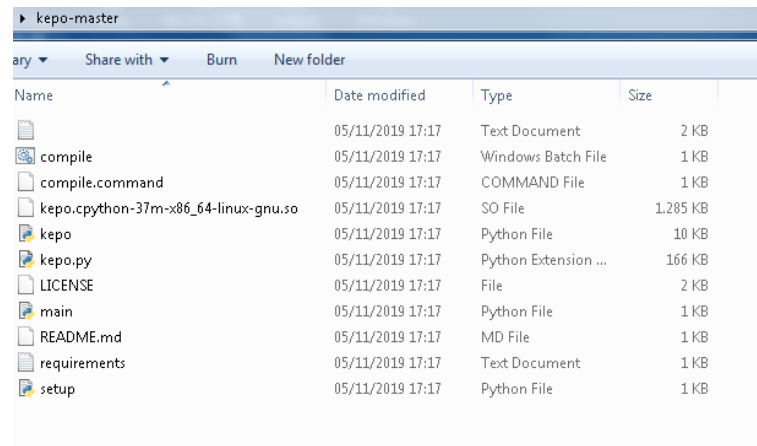 kepo-master
ary Share with Burn New folder
Name Date modified Type Size
05/11/2019 17:17 Text Document 2 KB
compile 05/11/2019 17:17 Windows Batch File 1 KB
compile.command 05/11/2019 17:17 COMMAND File 1 KB
kepo.cpython-37m-x86_64-linux-gnu.so 05/11/2019 17:17 SO File 1.285 KB
kepo 05/11/2019 17:17 Python File 10 KB
kepo.py 05/11/2019 17:17 Python Extension ... 166 KB
LICENSE 05/11/2019 17:17 File 2 KB
main 05/11/2019 17:17 Python File 1 KB
README.md 05/11/2019 17:17 MD File 1 KB
requirements 05/11/2019 17:17 Text Document 1 KB
setup 05/11/2019 17:17 Python File 1 KB